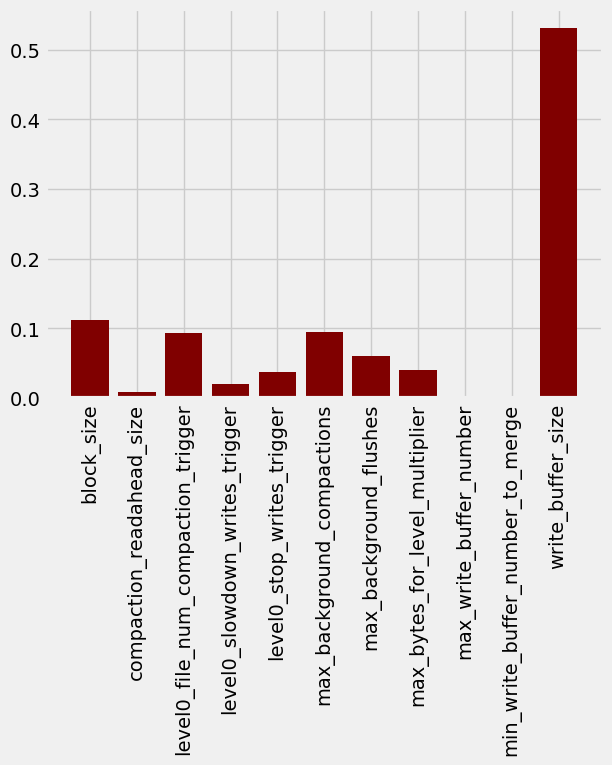 0.5
0.4
0.3
0.2
0.1
0.0
block_size
compaction_readahead_size
level0_file_num_compaction_trigger
level0_slowdown_writes_trigger
level0_stop_writes_trigger
max_background_compactions
max_background_flushes
max_bytes_for_level_multiplier
max_write_buffer_number
min_write_buffer_number_to_merge
write_buffer_size